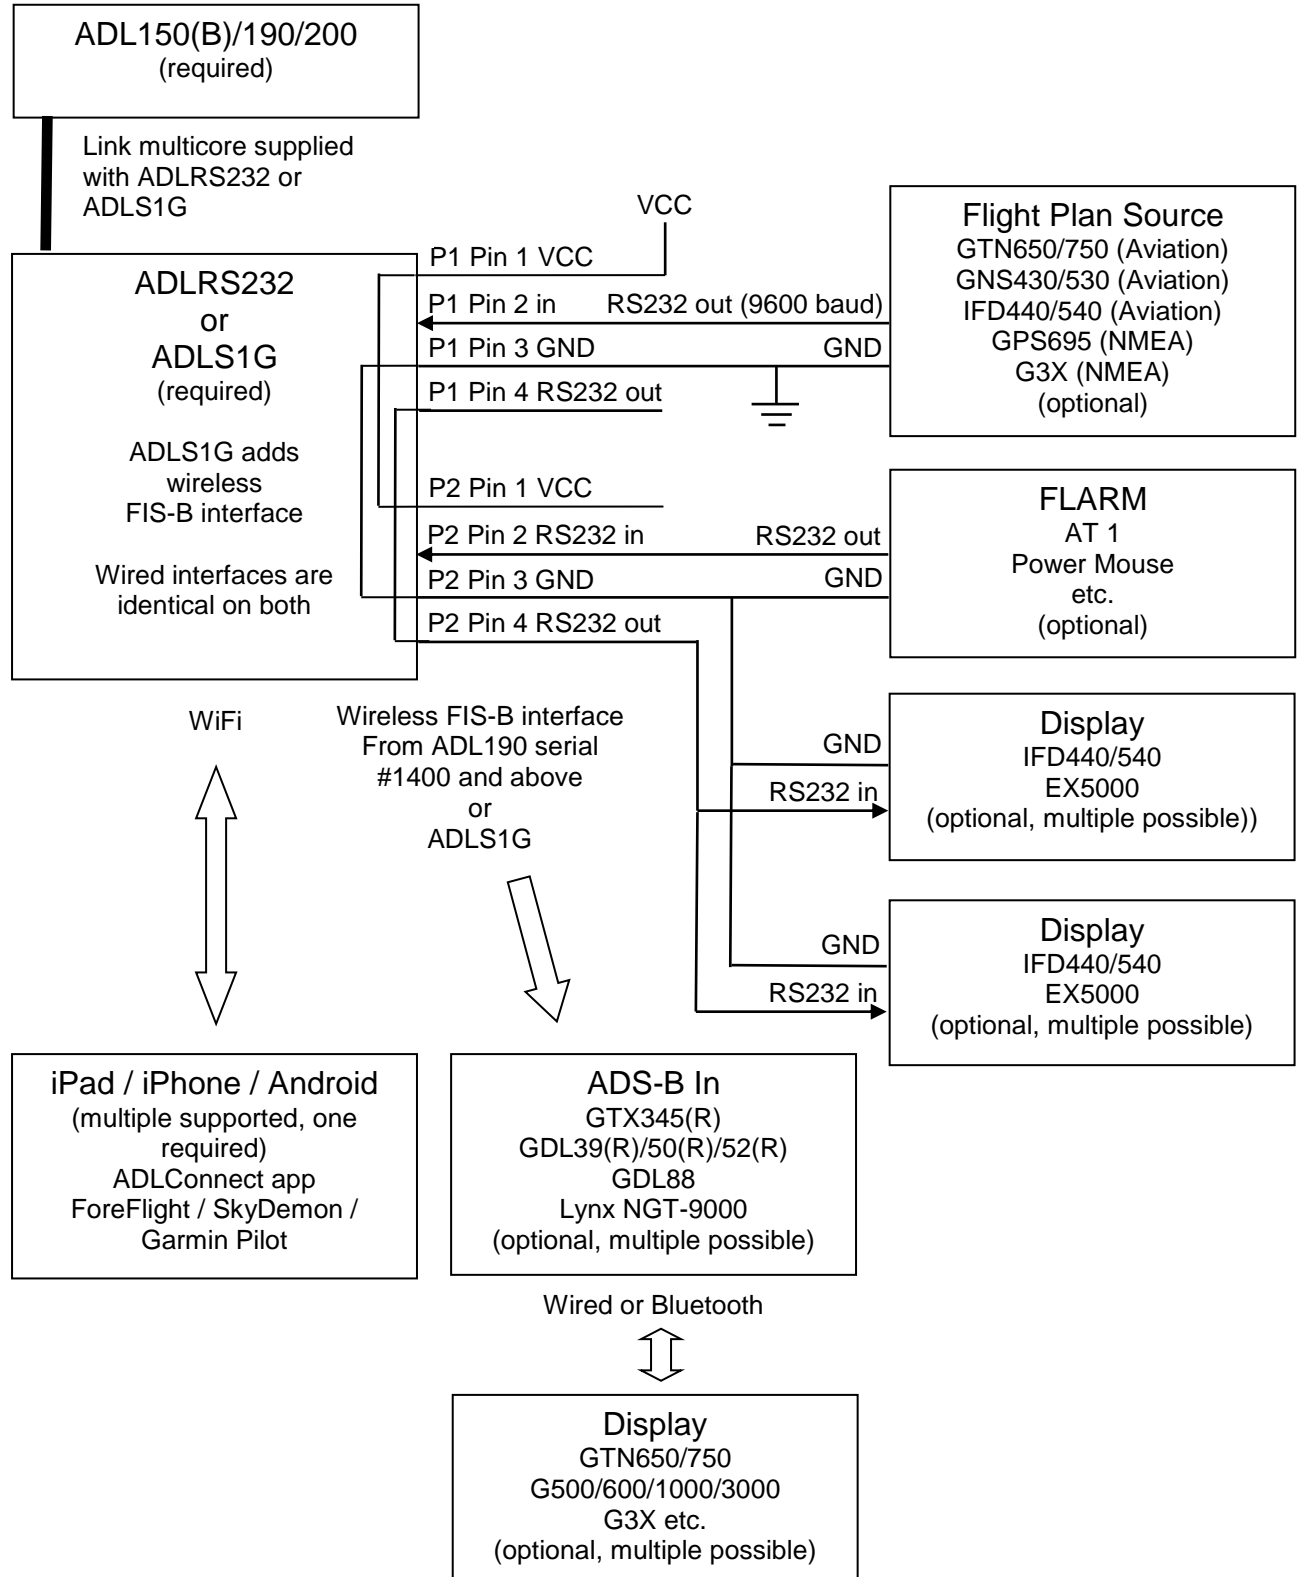 ADL150(B)/190/200
(required)
Link multicore supplied
with ADLRS232 or
ADLS1G
ADLRS232
or
ADLS1G
(required)
ADLS1G adds
wireless
FIS-B interface
Wired interfaces are
identical on both
VCC
P1 Pin 1 VCC
P1 Pin 2 in
RS232 out (9600 baud)
P1 Pin 3 GND
GND
P1 Pin 4 RS232 out
P2 Pin 1 VCC
P2 Pin 2 RS232 in
RS232 out
P2 Pin 3 GND
GND
P2 Pin 4 RS232 out
Flight Plan Source
GTN650/750 (Aviation)
GNS430/530 (Aviation)
IFD440/540 (Aviation)
GPS695 (NMEA)
G3X (NMEA)
(optional)
FLARM
AT 1
Power Mouse
etc.
(optional)
GND
RS232 in
Display
IFD440/540
EX5000
(optional, multiple possible))
GND
RS232 in
Display
IFD440/540
EX5000
(optional, multiple possible)
WiFi
Wireless FIS-B interface
From ADL190 serial
#1400 and above
or
ADLS1G
iPad / iPhone / Android
(multiple supported, one
required)
ADLConnect app
ForeFlight / SkyDemon /
Garmin Pilot
ADS-B In
GTX345(R)
GDL39(R)/50(R)/52(R)
GDL88
Lynx NGT-9000
(optional, multiple possible)
Wired or Bluetooth
Display
GTN650/750
G500/600/1000/3000
G3X etc.
(optional, multiple possible)